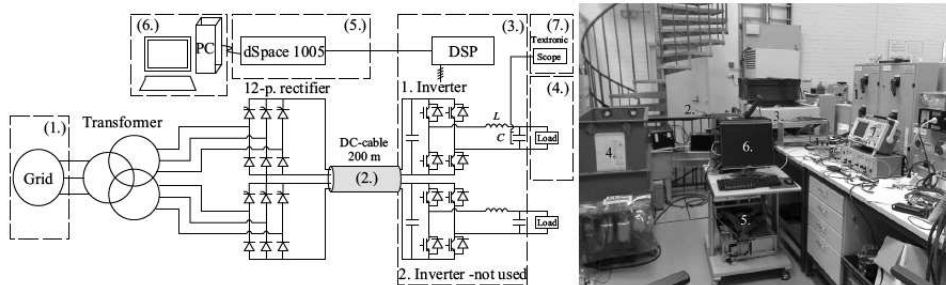 (6.)
PC
(5.)
dSpace 1005
(3.)
DSP
(7.)
Textronic
Scope
(4.)
12-p. rectifier
1. Inverter
(1.)
Transformer
L
C
Load
Grid
DC-cable
200 m
(2.)
Load
2. Inverter -not used
2.
3.
4.
6.
5.